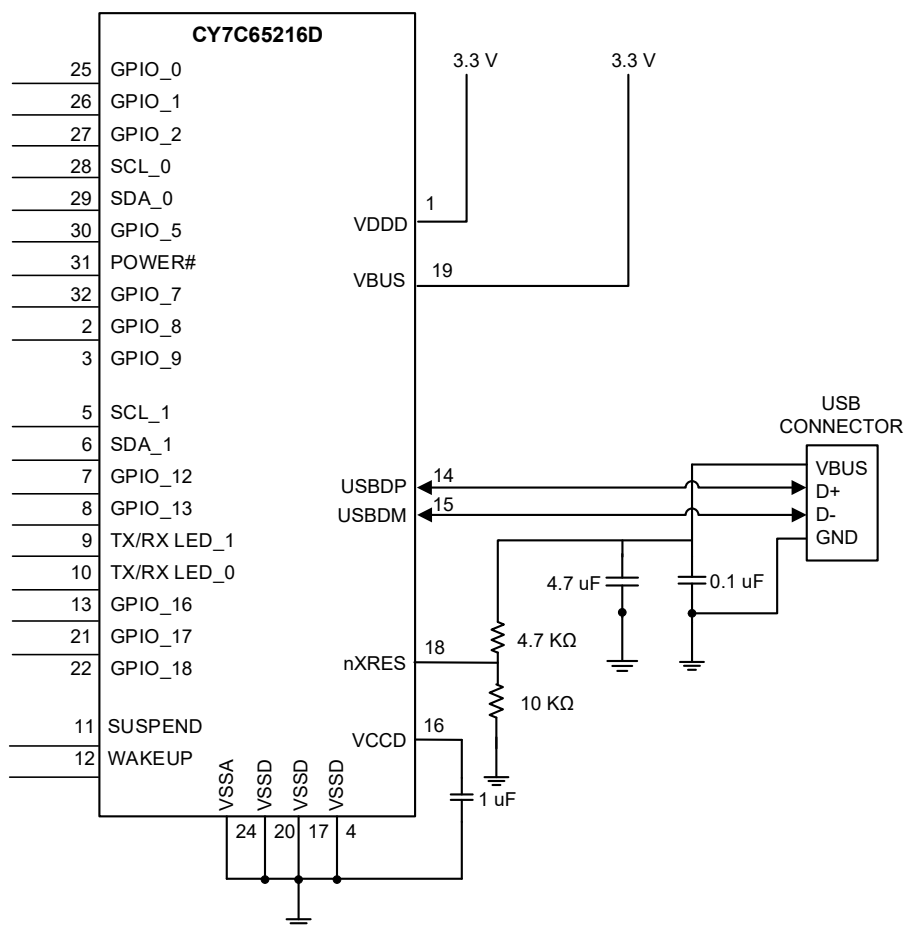 CY7C65216D
25 GPIO_0
26 GPIO_1
27 GPIO_2
28 SCL_0
29 SDA_0
30 GPIO_5
31 POWER#
32 GPIO_7
2 GPIO_8
3 GPIO_9
5 SCL_1
6 SDA_1
7 GPIO_12
8 GPIO_13
9 TX/RX LED_1
10 TX/RX LED_0
13 GPIO_16
21 GPIO_17
22 GPIO_18
11 SUSPEND
12 WAKEUP
3.3 V
3.3 V
VDDD 1
VBUS 19
USBDP 14
USBDM 15
nXRES 18
VCCD 16
USB
CONNECTOR
VBUS
D+
D-
GND
4.7 uF
0.1 uF
4.7 KΩ
10 KΩ
1 uF
VSSA
VSSD
VSSD
VSSD
24 20 17 4